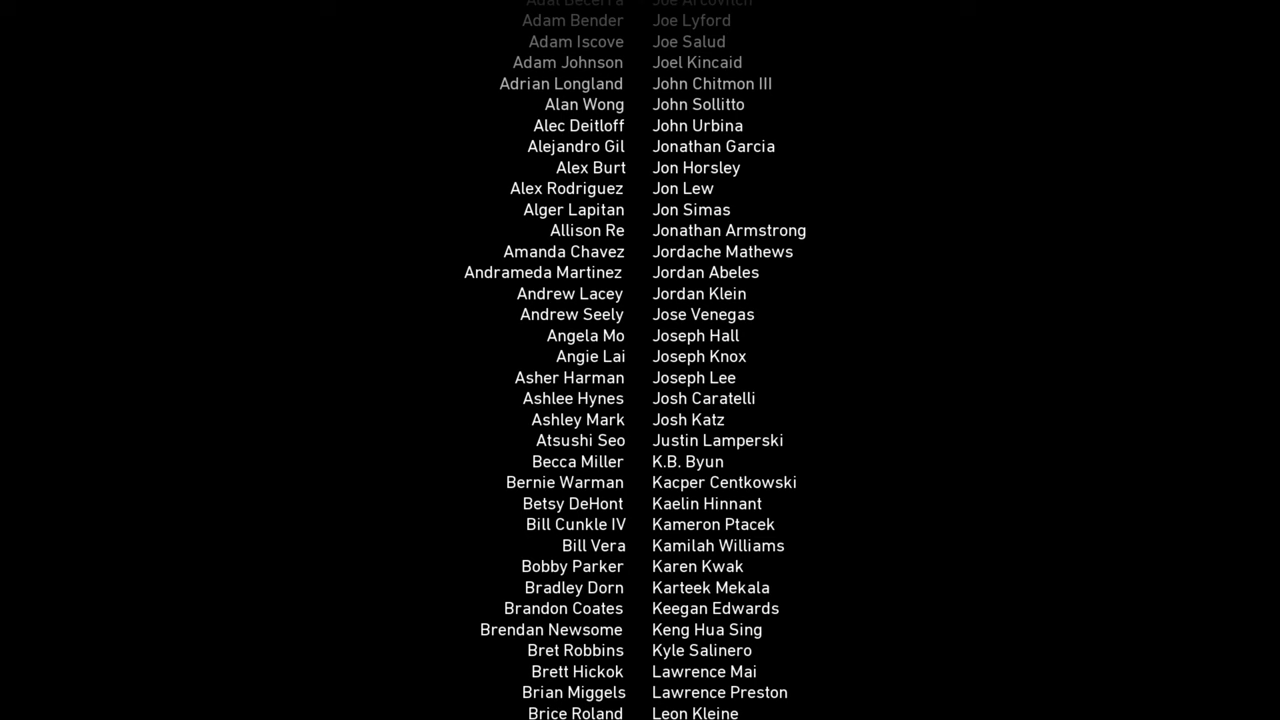 Adal Becerra Joe Arcovitch
Adam Bender Joe Lyford
Adam Iscove Joe Salud
Adam Johnson Joel Kincaid
Adrian Longland John Chitmon III
Alan Wong John Sollitto
Alec Deitloff John Urbina
Alejandro Gil Jonathan Garcia
Alex Burt Jon Horsley
Alex Rodriguez Jon Lew
Alger Lapitan Jon Simas
Allison Re Jonathan Armstrong
Amanda Chavez Jordache Mathews
Andrameda Martinez Jordan Abeles
Andrew Lacey Jordan Klein
Andrew Seely Jose Venegas
Angela Mo Joseph Hall
Angie Lai Joseph Knox
Asher Harman Joseph Lee
Ashlee Hynes Josh Caratelli
Ashley Mark Josh Katz
Atsushi Seo Justin Lamperski
Becca Miller K.B. Byun
Bernie Warman Kacper Centkowski
Betsy DeHont Kaelin Hinnant
Bill Cunkle IV Kameron Ptacek
Bill Vera Kamilah Williams
Bobby Parker Karen Kwak
Bradley Dorn Karteek Mekala
Brandon Coates Keegan Edwards
Brendan Newsome Keng Hua Sing
Bret Robbins Kyle Salinero
Brett Hickok Lawrence Mai
Brian Miggels Lawrence Preston
Brice Roland Leon Kleine